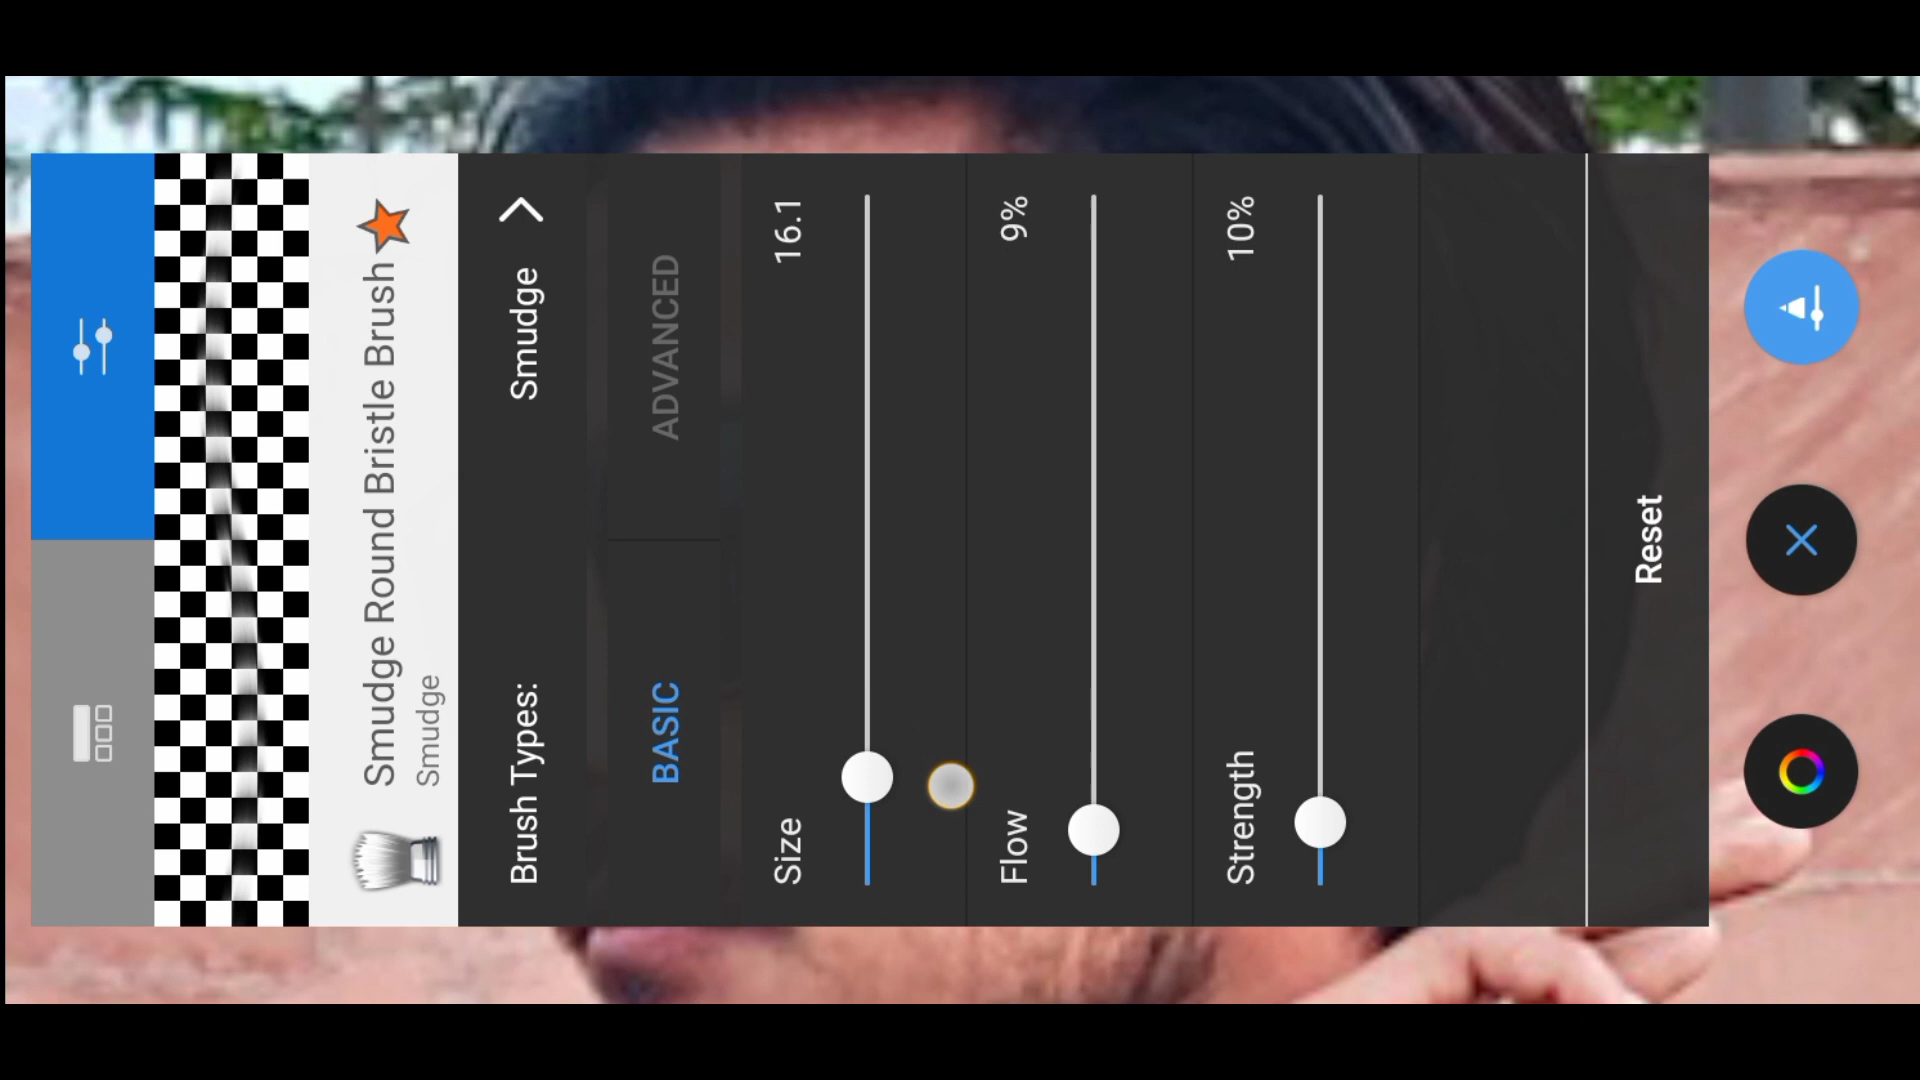 Smudge Round Bristle Brush
Smudge
Brush Types: Smudge
BASIC ADVANCED
Size 16.1
Flow 9%
Strength 10%
Reset